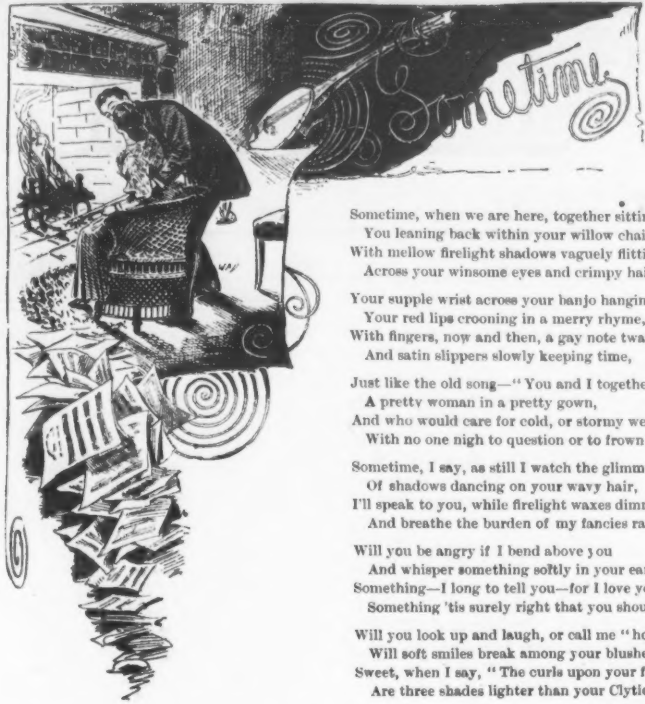 Sometime
Sometime, when we are here, together sittin
You leaning back within your willow chai
With mellow firelight shadows vaguely flitti
Across your winsome eyes and crimpy hai
Your supple wrist across your banjo hangin
Your red lips crooning in a merry rhyme,
With fingers, now and then, a gay note twa
And satin slippers slowly keeping time,
Just like the old song—"You and I togethe
A pretty woman in a pretty gown,
And who would care for cold, or stormy we
With no one nigh to question or to frown
Sometime, I say, as still I watch the glimm
Of shadows dancing on your wavy hair,
I'll speak to you, while firelight waxes dimm
And breathe the burden of my fancies ra
Will you be angry if I bend above you
And whisper something softly in your ear
Something—I long to tell you—for I love yo
Something 'tis surely right that you shou
Will you look up and laugh, or call me "ho
Will soft smiles break among your blushe
Sweet, when I say, "The curls upon your f
Are three shades lighter than your Clytie